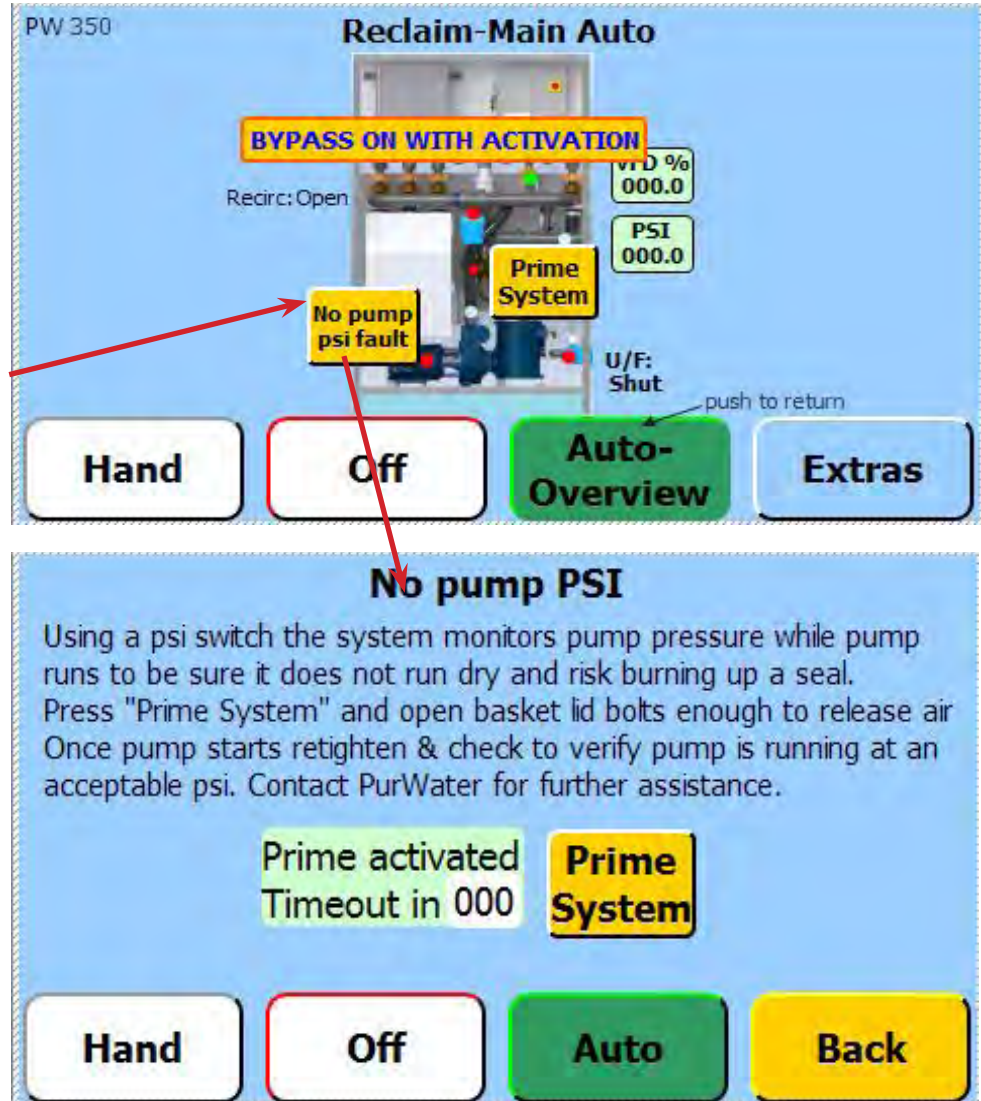 PW 350
Reclaim-Main Auto
BYPASS ON WITH ACTIVATION
VFD %
000.0
Recirc: Open
PSI
000.0
Prime
System
No pump
psi fault
U/F:
Shut
push to return
Hand
Off
Auto-
Overview
Extras
No pump PSI
Using a psi switch the system monitors pump pressure while pump
runs to be sure it does not run dry and risk burning up a seal.
Press "Prime System" and open basket lid bolts enough to release air
Once pump starts retighten & check to verify pump is running at an
acceptable psi. Contact PurWater for further assistance.
Prime activated
Timeout in 000
Prime
System
Hand
Off
Auto
Back